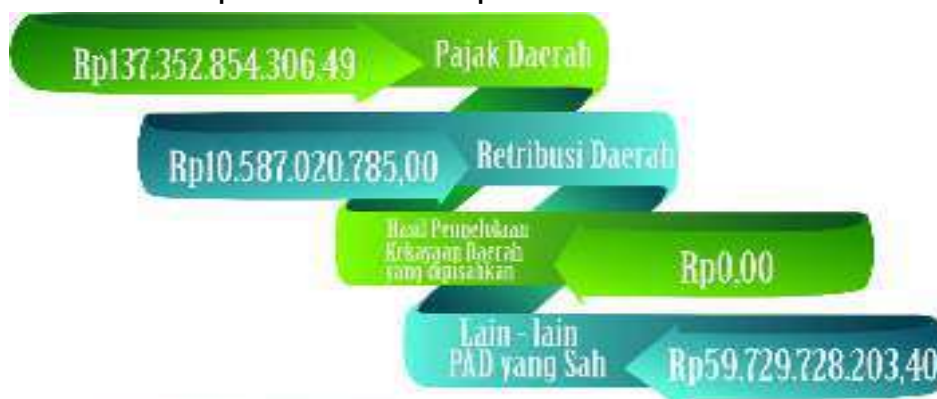 Rp137.352.854.306.49
Pajak Daerah
Rp10.587.020.785,00
Retribusi Daerah
Hasil Pengelolaan
Kekayaan Daerah
yang dipisahkan
Rp0,00
Lain - lain
PAD yang Sah
Rp59.729.728.203,40